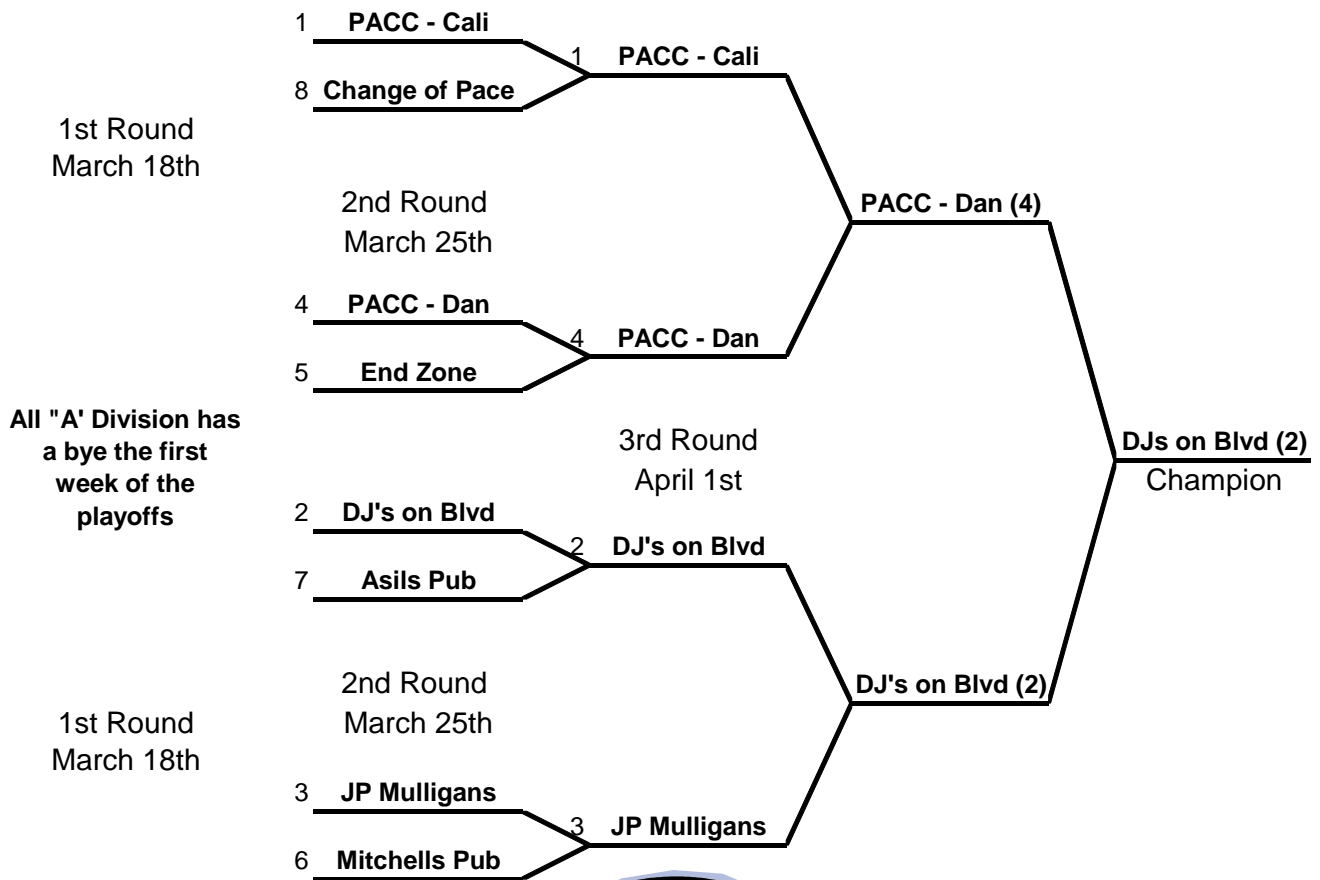 1 PACC - Cali
1 PACC - Cali
8 Change of Pace
1st Round
March 18th
2nd Round
March 25th
PACC - Dan (4)
4 PACC - Dan
4 PACC - Dan
5 End Zone
All "A' Division has
a bye the first
week of the
playoffs
3rd Round
April 1st
DJs on Blvd (2)
Champion
2 DJ's on Blvd
2 DJ's on Blvd
7 Asils Pub
2nd Round
March 25th
DJ's on Blvd (2)
1st Round
March 18th
3 JP Mulligans
3 JP Mulligans
6 Mitchells Pub